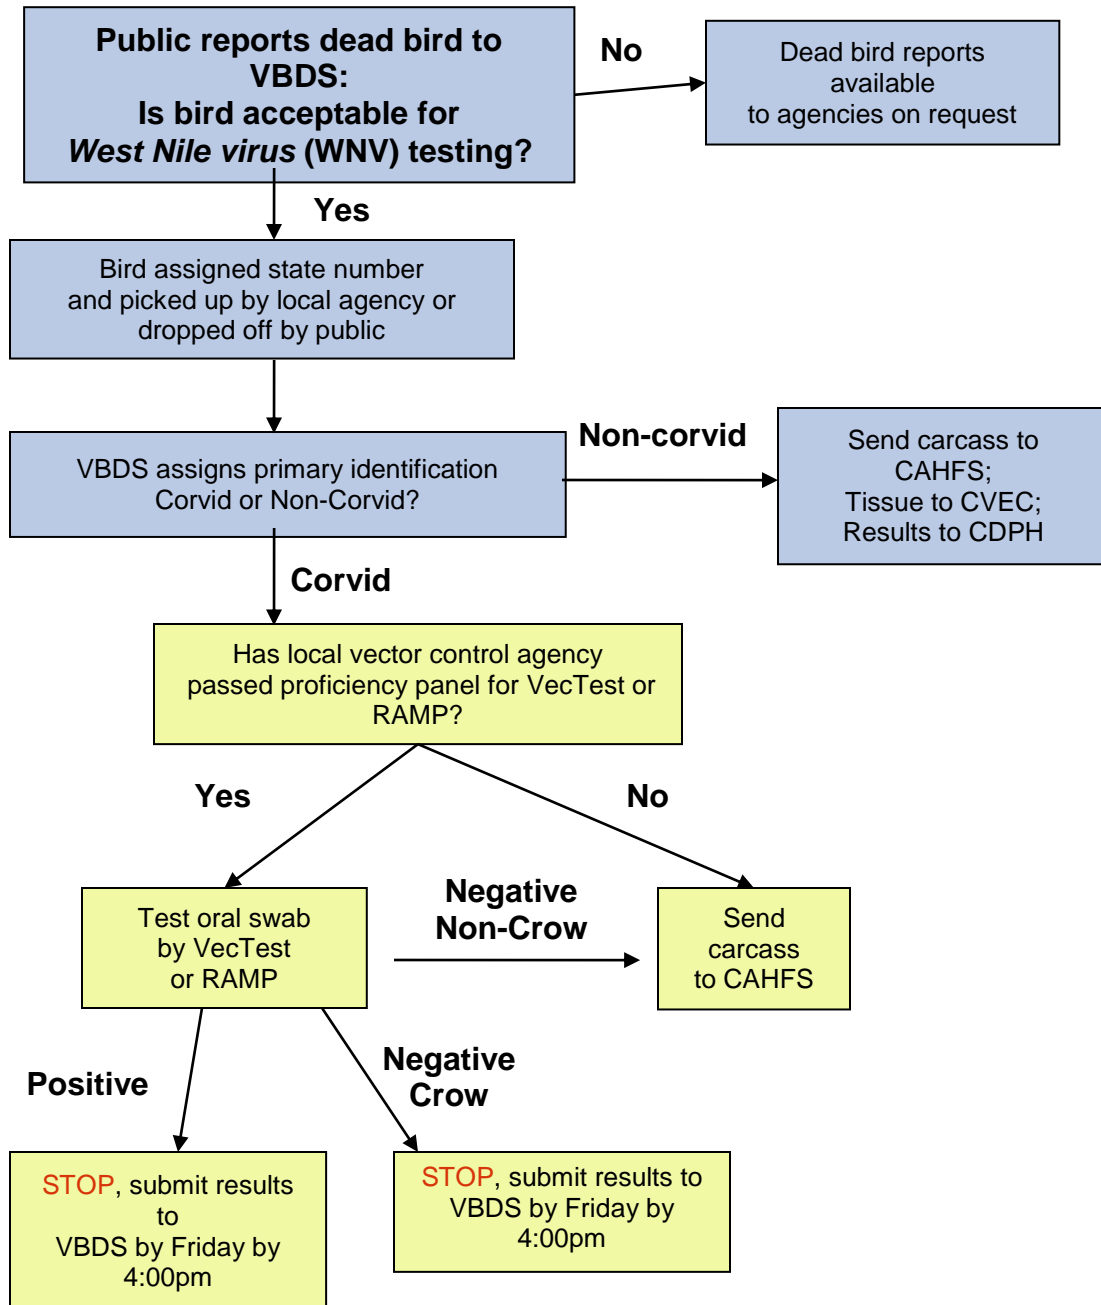 Public reports dead bird to
VBDS:
Is bird acceptable for
West Nile virus (WNV) testing?
No
Dead bird reports
available
to agencies on request
Yes
Bird assigned state number
and picked up by local agency or
dropped off by public
VBDS assigns primary identification
Corvid or Non-Corvid?
Non-corvid
Send carcass to
CAHFS;
Tissue to CVEC;
Results to CDPH
Corvid
Has local vector control agency
passed proficiency panel for VecTest or
RAMP?
Yes
No
Test oral swab
by VecTest
or RAMP
Negative
Non-Crow
Send
carcass
to CAHFS
Positive
Negative
Crow
STOP, submit results
to
VBDS by Friday by
4:00pm
STOP, submit results to
VBDS by Friday by
4:00pm